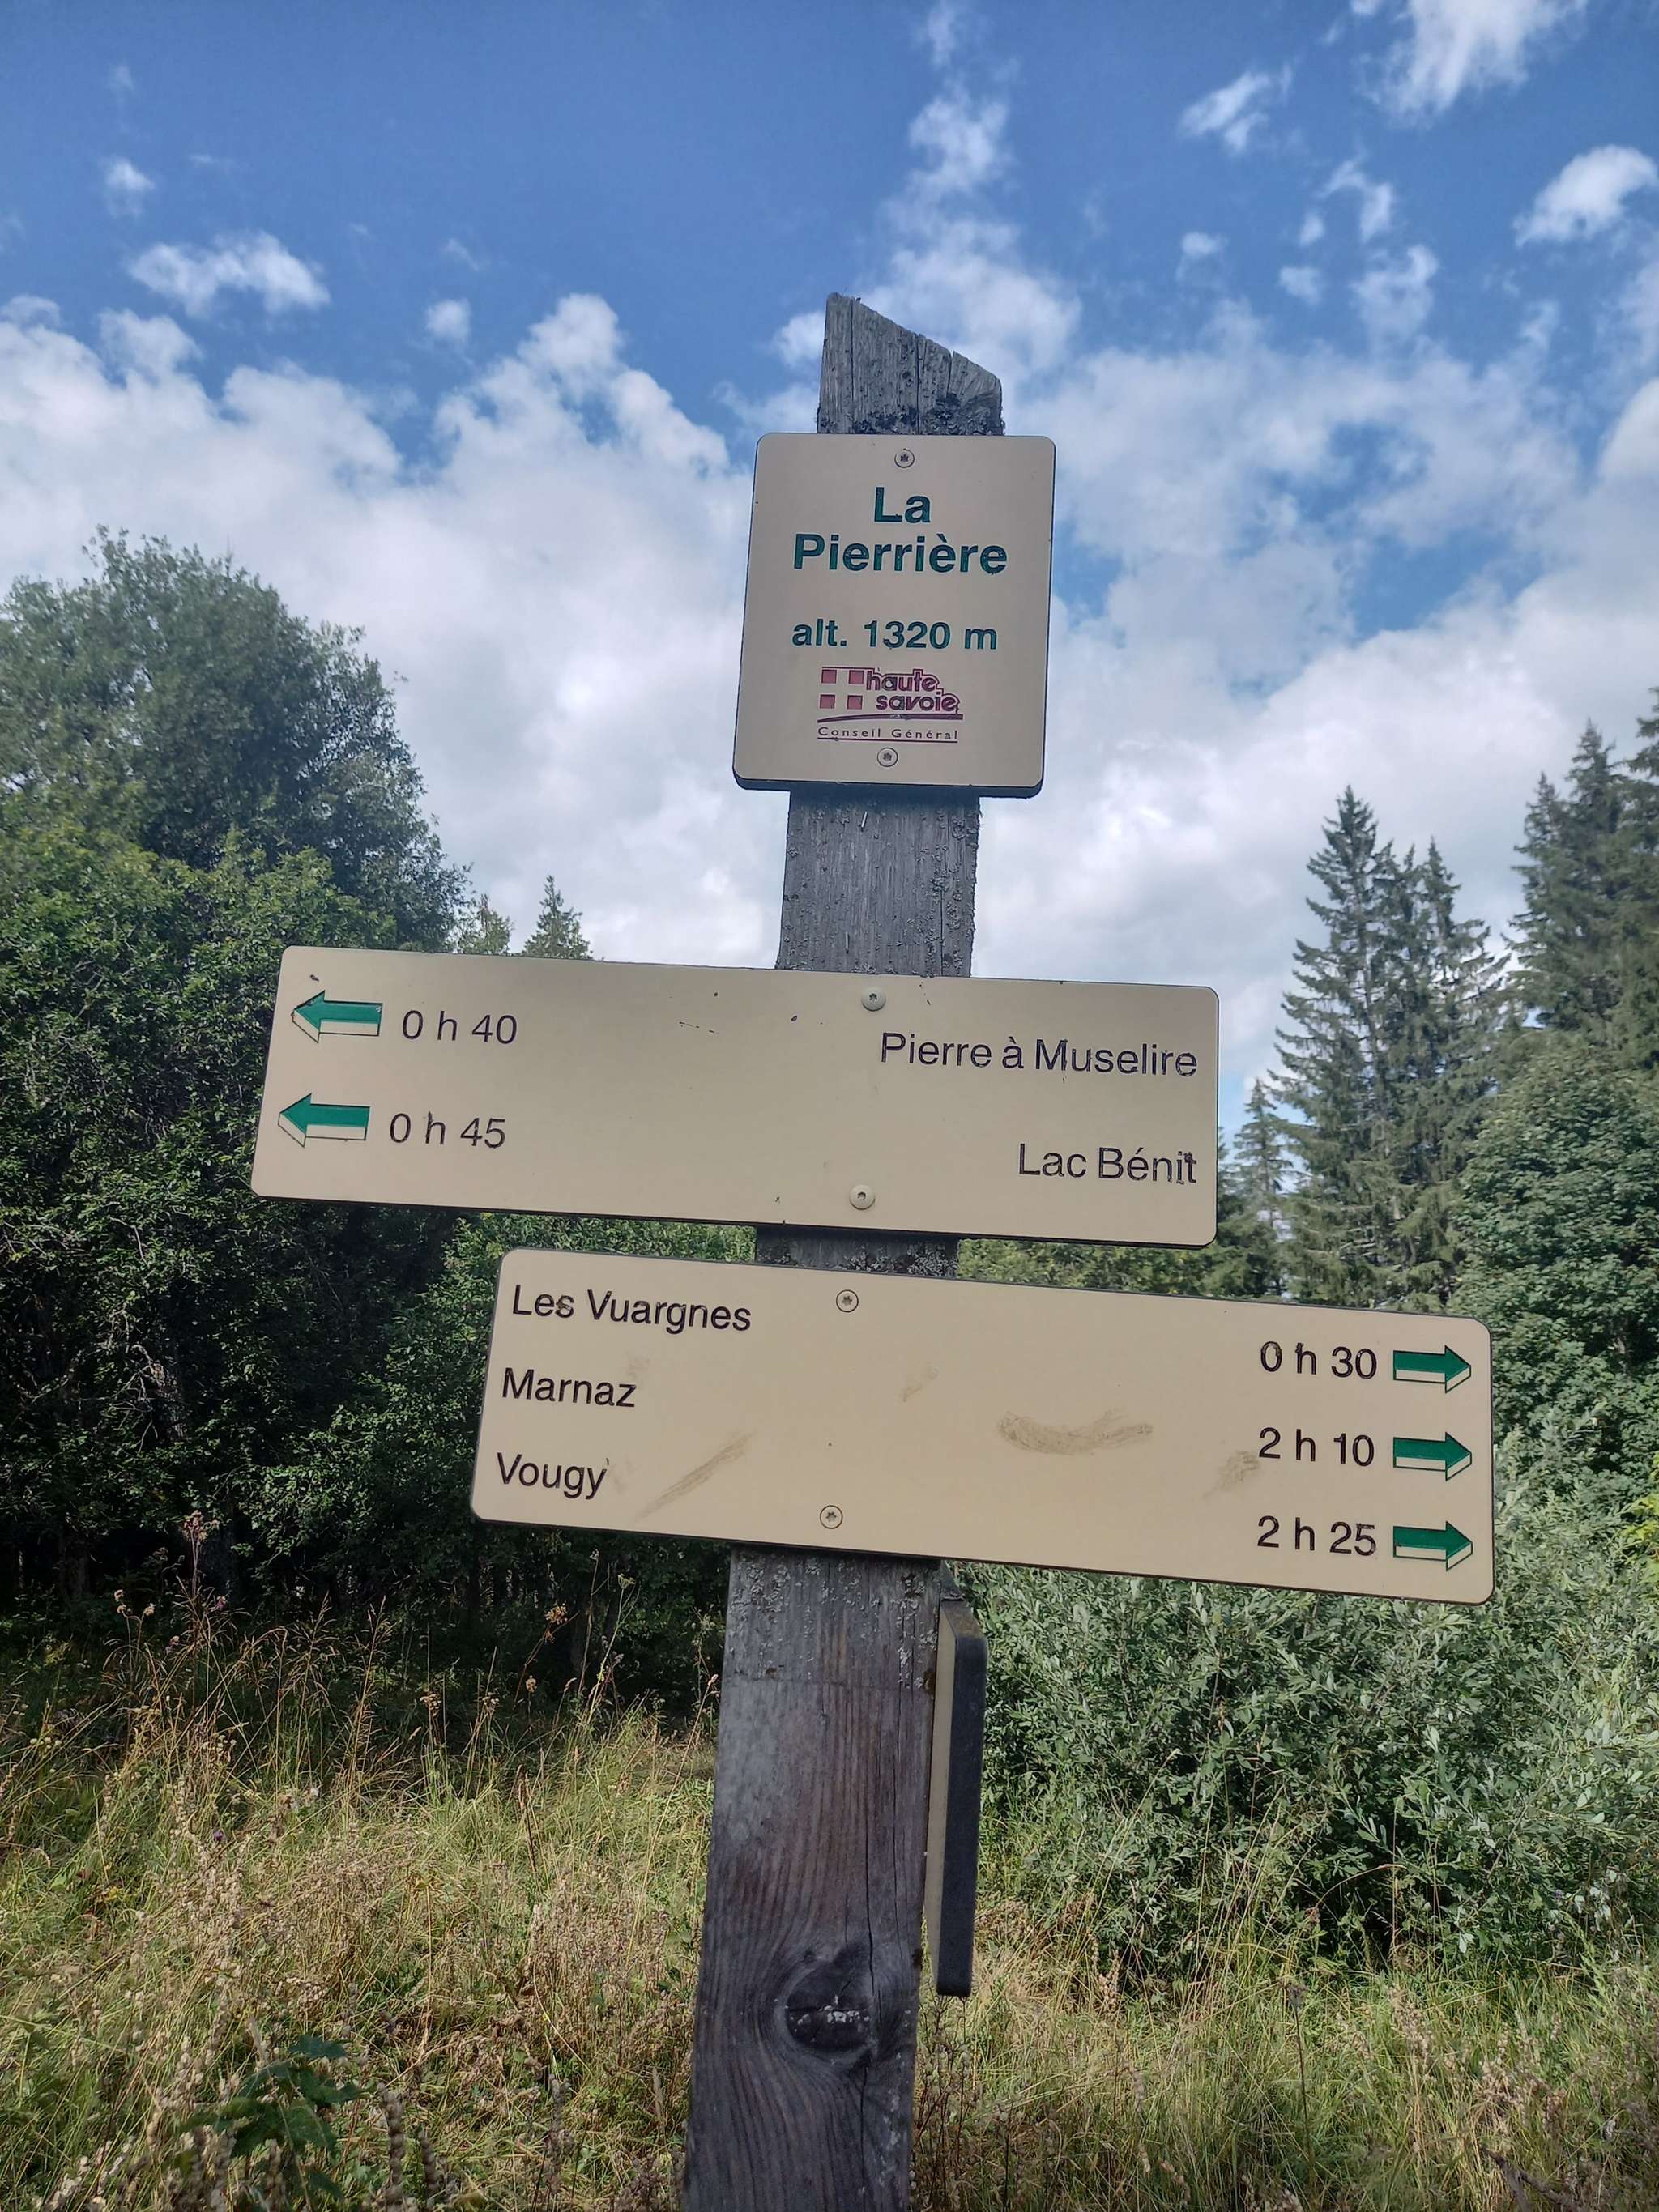 La
Pierrière
alt. 1320 m
haute
savoie
Conseil Général
0 h 40 Pierre à Muselire
0 h 45 Lac Bénit
Les Vuargnes 0 h 30
Marnaz 2 h 10
Vougy 2 h 25